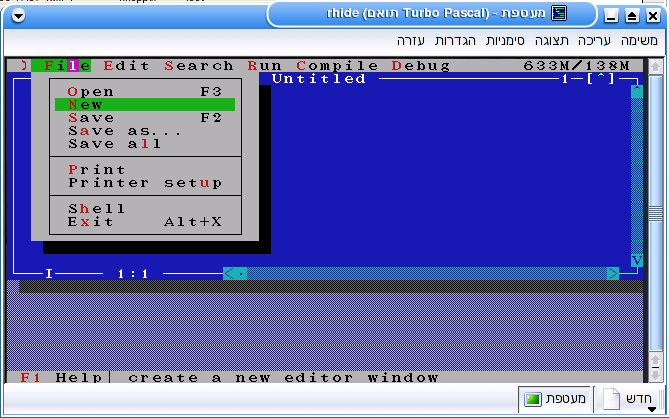 מעטפת - rhide (תואם Turbo Pascal)
משימה עריכה תצוגה סימניות הגדרות עזרה
File Edit Search Run Compile Debug 633M/138M
Untitled 1-[^]
Open F3
New
Save F2
Save as...
Save all
Print
Printer setup
Shell
Exit Alt+X
1:1
F1 Help | create a new editor window
חדש מעטפת